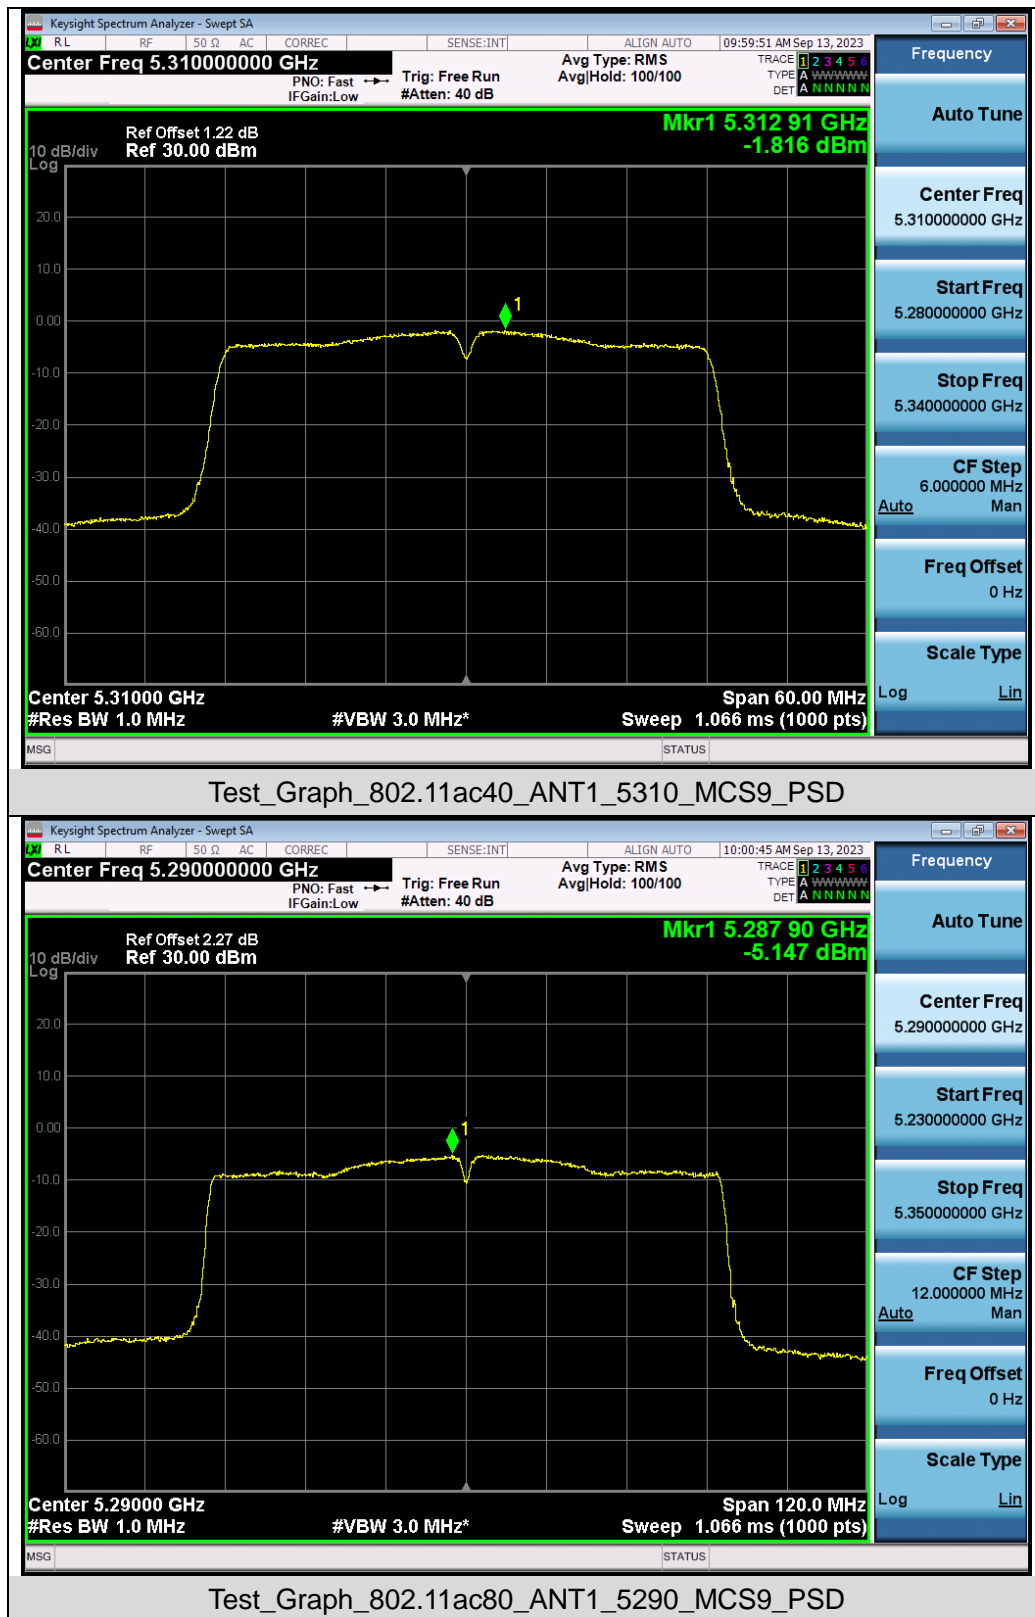 Keysight Spectrum Analyzer - Swept SA
LXI RL RF 50 Ω AC CORREC SENSE:INT ALIGN AUTO 09:59:51 AM Sep 13, 2023
Center Freq 5.310000000 GHz
PNO: Fast
IFGain:Low
Trig: Free Run
#Atten: 40 dB
Avg Type: RMS
Avg|Hold: 100/100
TRACE 1 2 3 4 5 6
TYPE A WWWWW
DET A N N N N N
Frequency
Mkr1 5.312 91 GHz
-1.816 dBm
Ref Offset 1.22 dB
10 dB/div Ref 30.00 dBm
Log
20.0
10.0
0.00
-10.0
-20.0
-30.0
-40.0
-50.0
-60.0
1
Center 5.31000 GHz Span 60.00 MHz
#Res BW 1.0 MHz #VBW 3.0 MHz* Sweep 1.066 ms (1000 pts)
Auto Tune
Center Freq
5.310000000 GHz
Start Freq
5.280000000 GHz
Stop Freq
5.340000000 GHz
CF Step
6.000000 MHz
Auto Man
Freq Offset
0 Hz
Scale Type
Log Lin
MSG STATUS
Test_Graph_802.11ac40_ANT1_5310_MCS9_PSD
Keysight Spectrum Analyzer - Swept SA
LXI RL RF 50 Ω AC CORREC SENSE:INT ALIGN AUTO 10:00:45 AM Sep 13, 2023
Center Freq 5.290000000 GHz
PNO: Fast
IFGain:Low
Trig: Free Run
#Atten: 40 dB
Avg Type: RMS
Avg|Hold: 100/100
TRACE 1 2 3 4 5 6
TYPE A WWWWW
DET A N N N N N
Frequency
Mkr1 5.287 90 GHz
-5.147 dBm
Ref Offset 2.27 dB
10 dB/div Ref 30.00 dBm
Log
20.0
10.0
0.00
-10.0
-20.0
-30.0
-40.0
-50.0
-60.0
1
Center 5.29000 GHz Span 120.0 MHz
#Res BW 1.0 MHz #VBW 3.0 MHz* Sweep 1.066 ms (1000 pts)
Auto Tune
Center Freq
5.290000000 GHz
Start Freq
5.230000000 GHz
Stop Freq
5.350000000 GHz
CF Step
12.000000 MHz
Auto Man
Freq Offset
0 Hz
Scale Type
Log Lin
MSG STATUS
Test_Graph_802.11ac80_ANT1_5290_MCS9_PSD